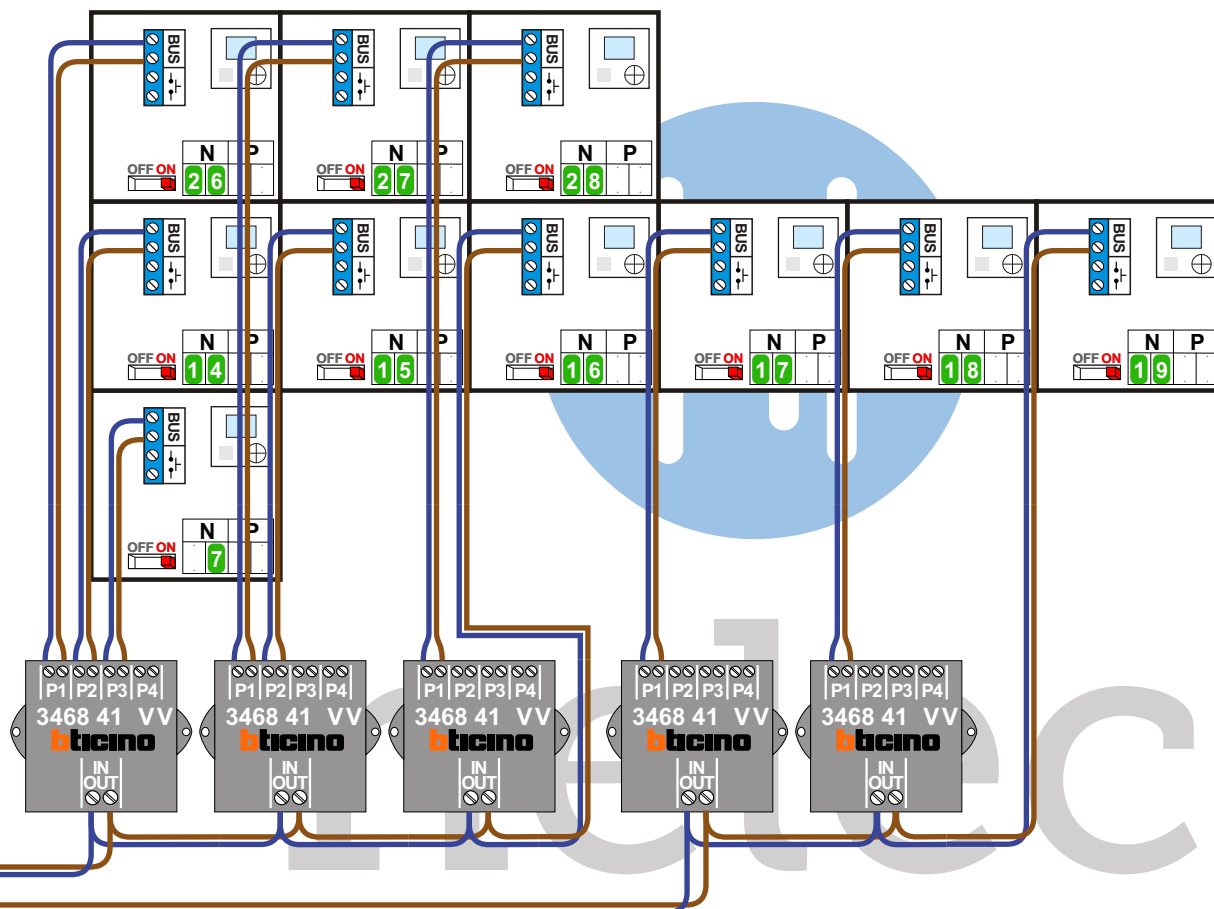 BUS BUS BUS
N P N P N P
OFF ON OFF ON OFF ON
2 6 2 7 2 8
BUS BUS BUS BUS BUS BUS
N P N P N P N P N P N P
OFF ON OFF ON OFF ON OFF ON OFF ON OFF ON
1 4 1 5 1 6 1 7 1 8 1 9
BUS
N P
OFF ON
7
P1 P2 P3 P4 P1 P2 P3 P4 P1 P2 P3 P4 P1 P2 P3 P4 P1 P2 P3 P4
3468 41 VV 3468 41 VV 3468 41 VV 3468 41 VV 3468 41 VV
bticino bticino bticino bticino bticino
IN IN IN IN IN
OUT OUT OUT OUT OUT
nelec